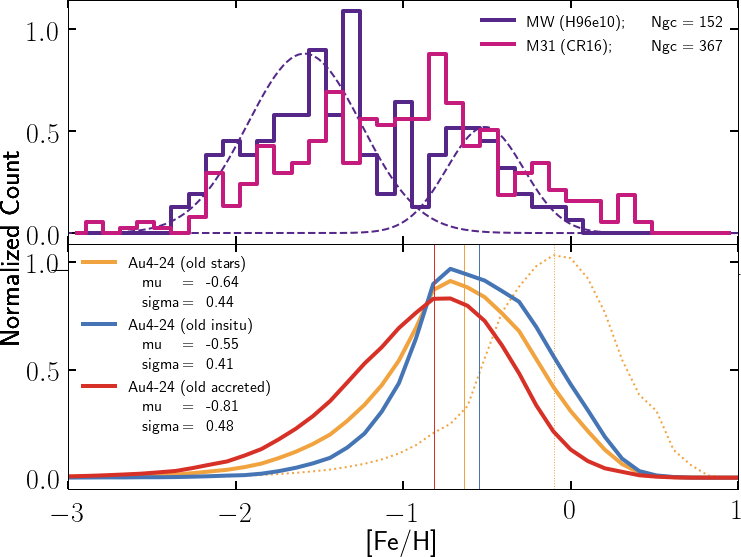 1.0
0.5
0.0
MW (H96e10); Ngc = 152
M31 (CR16); Ngc = 367
Normalized Count
1.0
0.5
0.0
Au4-24 (old stars)
mu = -0.64
sigma = 0.44
Au4-24 (old insitu)
mu = -0.55
sigma = 0.41
Au4-24 (old accreted)
mu = -0.81
sigma = 0.48
−3 −2 −1 0 1
[Fe/H]